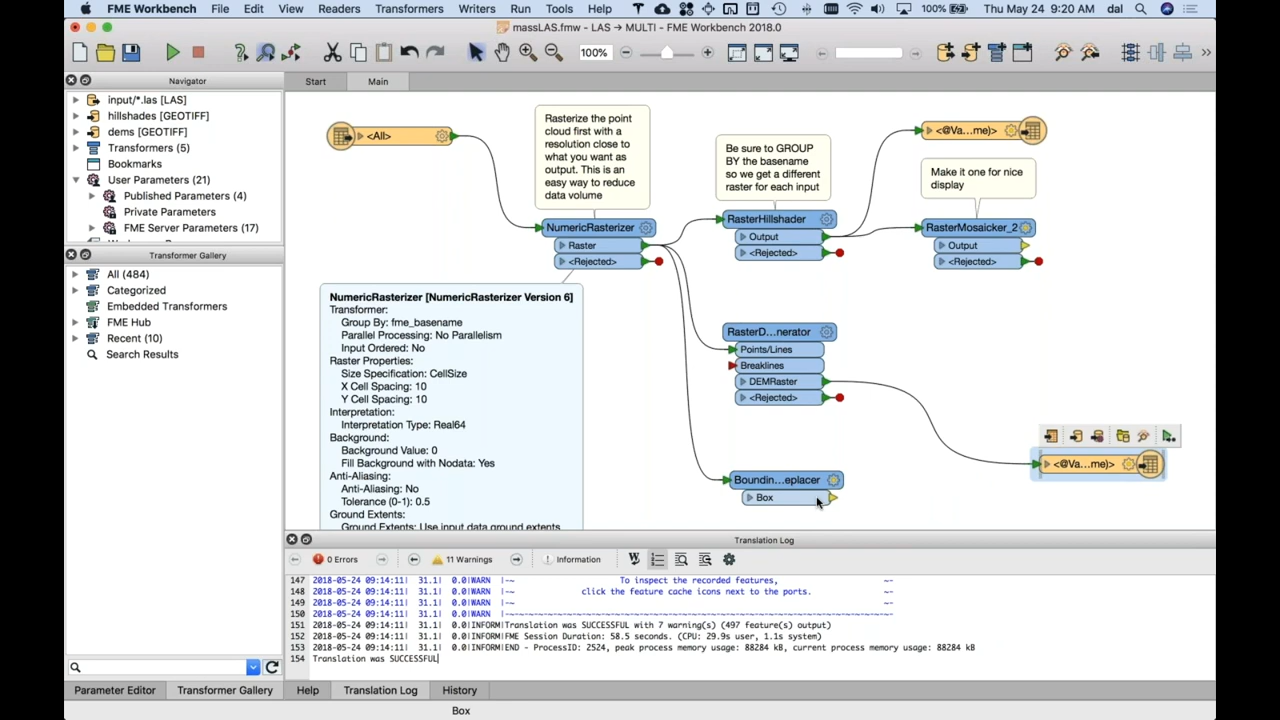 FME Workbench File Edit View Readers Transformers Writers Run Tools Help 100% Thu May 24 9:20 AM dal
massLAS.fmw - LAS → MULTI - FME Workbench 2018.0
100%
Navigator
Start Main
input/*.las [LAS]
hillshades [GEOTIFF]
dems [GEOTIFF]
Transformers (5)
Bookmarks
User Parameters (21)
Published Parameters (4)
Private Parameters
FME Server Parameters (17)
Transformer Gallery
All (484)
Categorized
Embedded Transformers
FME Hub
Recent (10)
Search Results
Parameter Editor Transformer Gallery
<All>
Rasterize the point
cloud first with a
resolution close to
what you want as
output. This is an
easy way to reduce
data volume
NumericRasterizer
Raster
<Rejected>
Be sure to GROUP
BY the basename
so we get a different
raster for each input
RasterHillshader
Output
<Rejected>
<@Va...me)>
Make it one for nice
display
RasterMosaicker_2
Output
<Rejected>
NumericRasterizer [NumericRasterizer Version 6]
Transformer:
Group By: fme_basename
Parallel Processing: No Parallelism
Input Ordered: No
Raster Properties:
Size Specification: CellSize
X Cell Spacing: 10
Y Cell Spacing: 10
Interpretation:
Interpretation Type: Real64
Background:
Background Value: 0
Fill Background with Nodata: Yes
Anti-Aliasing:
Anti-Aliasing: No
Tolerance (0-1): 0.5
Ground Extents:
Ground Extents: Use input data ground extents
RasterD...nerator
Points/Lines
Breaklines
DEMRaster
<Rejected>
<@Va...me)>
Boundin...eplacer
Box
Translation Log
0 Errors 11 Warnings Information
147 2018-05-24 09:14:11| 31.1| 0.0|WARN |-~ To inspect the recorded features, ~-
148 2018-05-24 09:14:11| 31.1| 0.0|WARN |-~ click the feature cache icons next to the ports. ~-
149 2018-05-24 09:14:11| 31.1| 0.0|WARN |-~ ~-
150 2018-05-24 09:14:11| 31.1| 0.0|WARN |-~-~-~-~-~-~-~-~-~-~-~-~-~-~-~-~-~-~-~-~-~-~-~-~-~-~-~-~-~-~-~-~-~-~-
151 2018-05-24 09:14:11| 31.1| 0.0|INFORM|Translation was SUCCESSFUL with 7 warning(s) (497 feature(s) output)
152 2018-05-24 09:14:11| 31.1| 0.0|INFORM|FME Session Duration: 58.5 seconds. (CPU: 29.9s user, 1.1s system)
153 2018-05-24 09:14:11| 31.1| 0.0|INFORM|END - ProcessID: 2524, peak process memory usage: 88284 kB, current process memory usage: 88284 kB
154 Translation was SUCCESSFUL
Help Translation Log History
Box